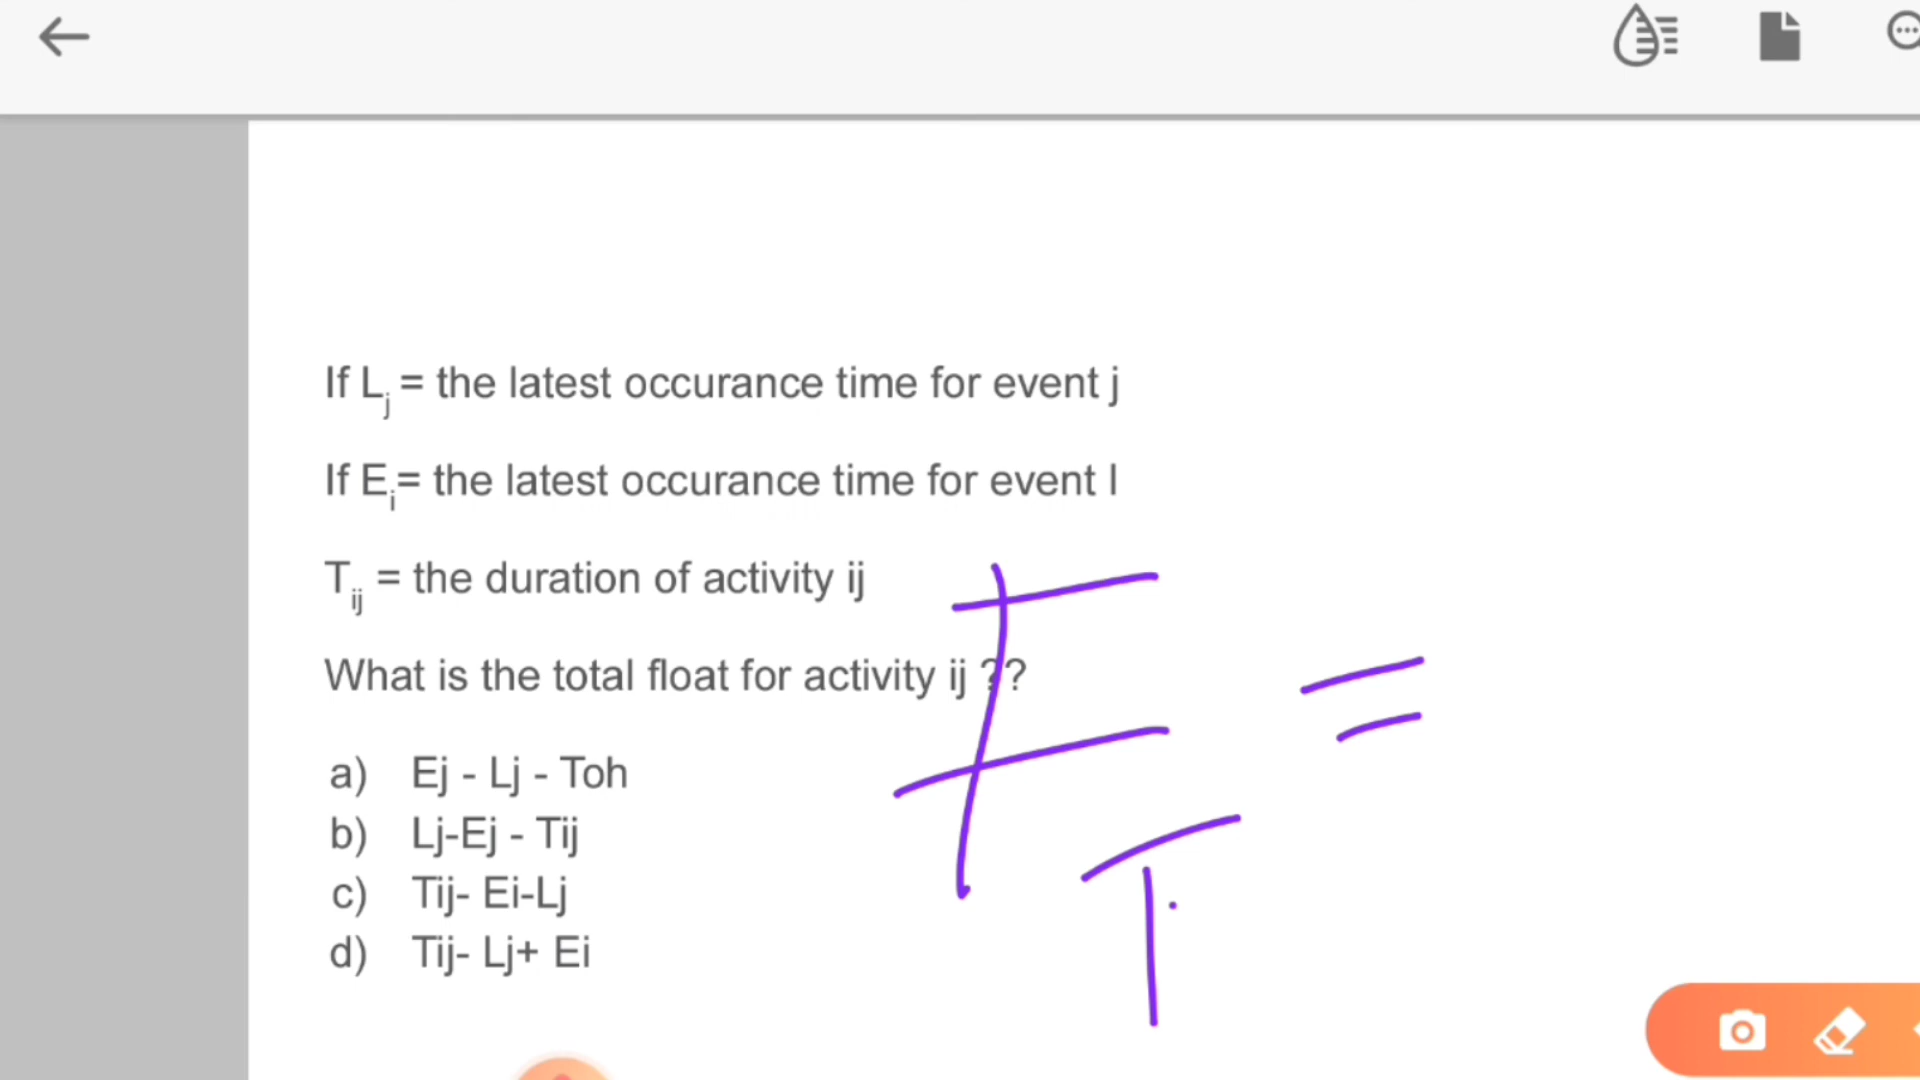 If Lj = the latest occurance time for event j
If Ei= the latest occurance time for event I
Tij = the duration of activity ij
What is the total float for activity ij ??
a) Ej - Lj - Toh
b) Lj-Ej - Tij
c) Tij- Ei-Lj
d) Tij- Lj+ Ei
F =
T